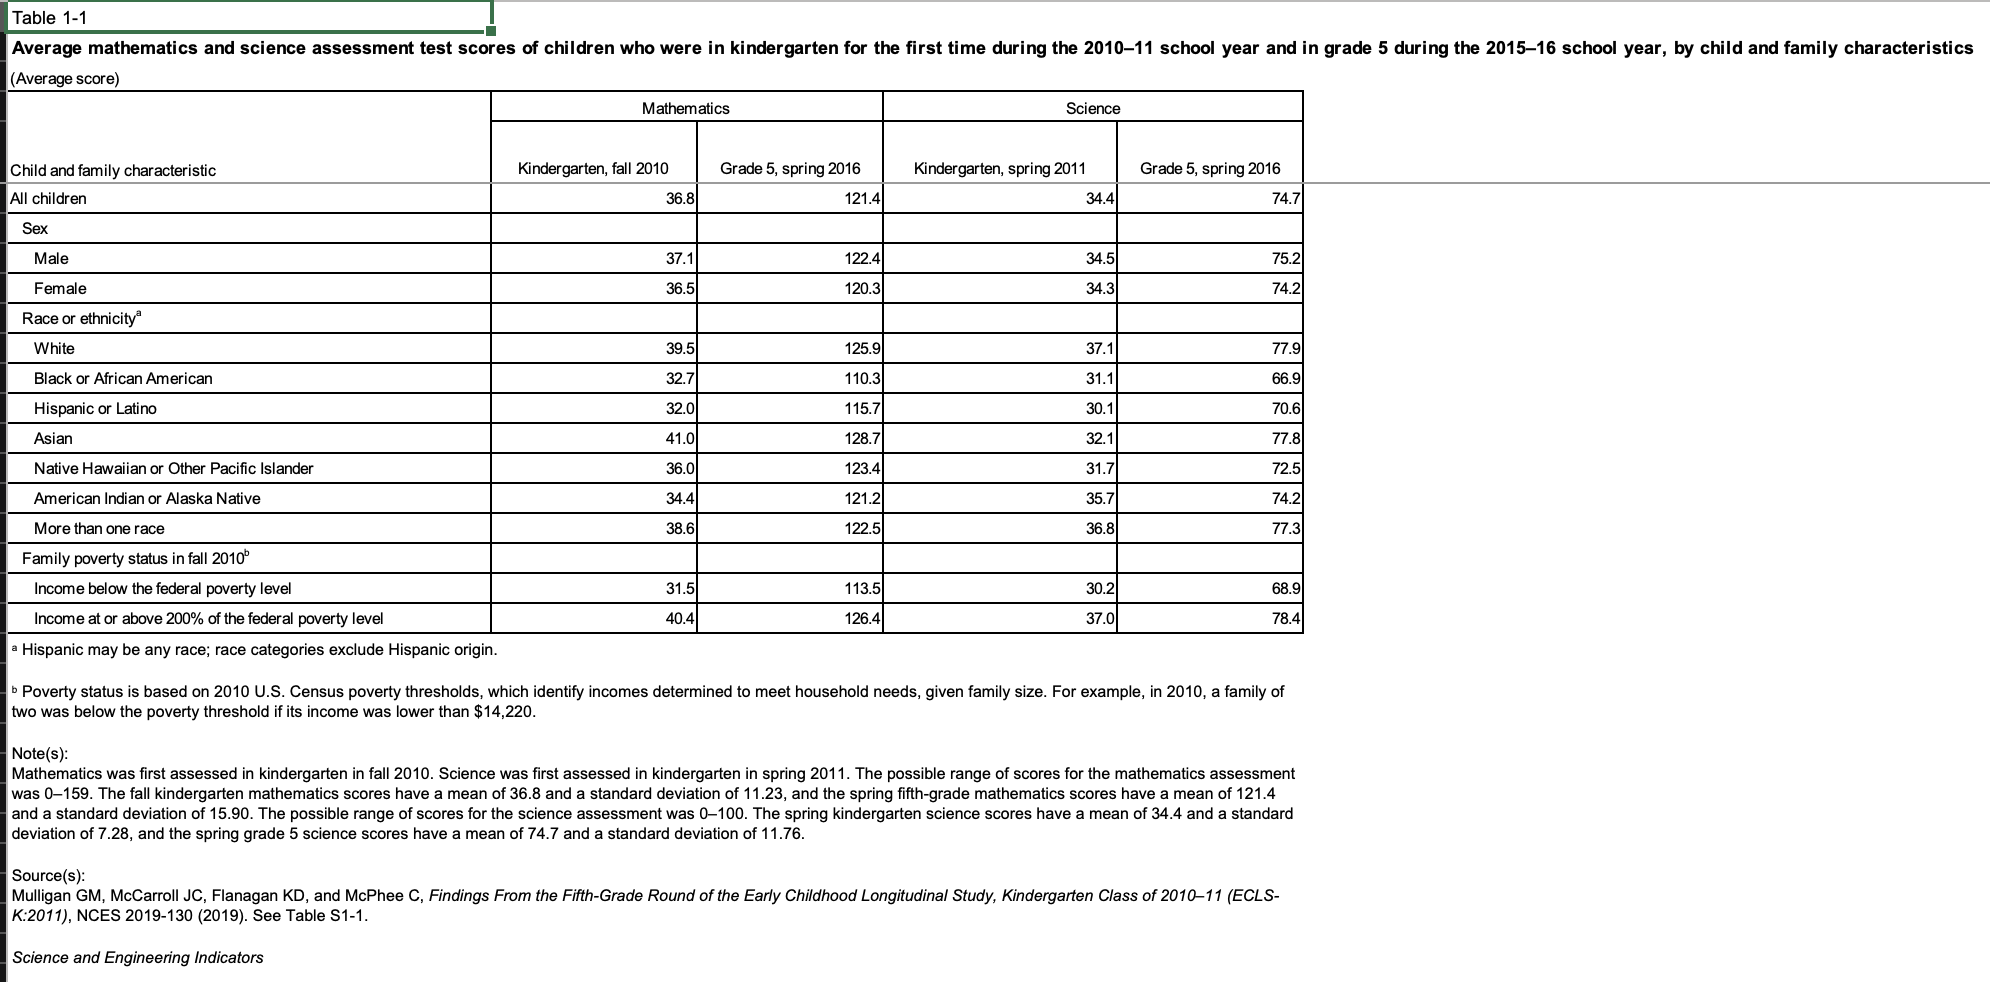 Table 1-1
Average mathematics and science assessment test scores of children who were in kindergarten for the first time during the 2010–11 school year and in grade 5 during the 2015–16 school year, by child and family characteristics
(Average score)
Mathematics Science
Child and family characteristic Kindergarten, fall 2010 Grade 5, spring 2016 Kindergarten, spring 2011 Grade 5, spring 2016
All children 36.8 121.4 34.4 74.7
Sex
Male 37.1 122.4 34.5 75.2
Female 36.5 120.3 34.3 74.2
Race or ethnicityᵃ
White 39.5 125.9 37.1 77.9
Black or African American 32.7 110.3 31.1 66.9
Hispanic or Latino 32.0 115.7 30.1 70.6
Asian 41.0 128.7 32.1 77.8
Native Hawaiian or Other Pacific Islander 36.0 123.4 31.7 72.5
American Indian or Alaska Native 34.4 121.2 35.7 74.2
More than one race 38.6 122.5 36.8 77.3
Family poverty status in fall 2010ᵇ
Income below the federal poverty level 31.5 113.5 30.2 68.9
Income at or above 200% of the federal poverty level 40.4 126.4 37.0 78.4
ᵃ Hispanic may be any race; race categories exclude Hispanic origin.
ᵇ Poverty status is based on 2010 U.S. Census poverty thresholds, which identify incomes determined to meet household needs, given family size. For example, in 2010, a family of
two was below the poverty threshold if its income was lower than $14,220.
Note(s):
Mathematics was first assessed in kindergarten in fall 2010. Science was first assessed in kindergarten in spring 2011. The possible range of scores for the mathematics assessment
was 0–159. The fall kindergarten mathematics scores have a mean of 36.8 and a standard deviation of 11.23, and the spring fifth-grade mathematics scores have a mean of 121.4
and a standard deviation of 15.90. The possible range of scores for the science assessment was 0–100. The spring kindergarten science scores have a mean of 34.4 and a standard
deviation of 7.28, and the spring grade 5 science scores have a mean of 74.7 and a standard deviation of 11.76.
Source(s):
Mulligan GM, McCarroll JC, Flanagan KD, and McPhee C, Findings From the Fifth-Grade Round of the Early Childhood Longitudinal Study, Kindergarten Class of 2010–11 (ECLS-
K:2011), NCES 2019-130 (2019). See Table S1-1.
Science and Engineering Indicators